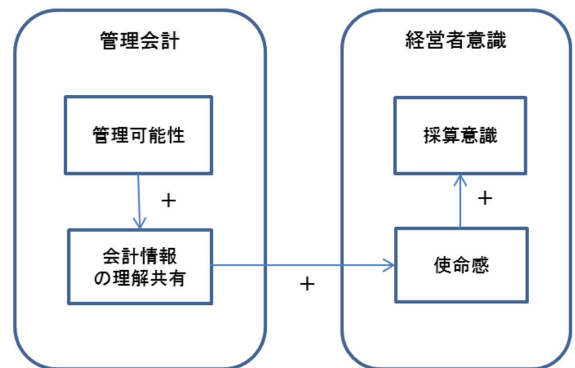 管理会計
管理可能性
+
会計情報
の理解共有
+
経営者意識
採算意識
+
使命感